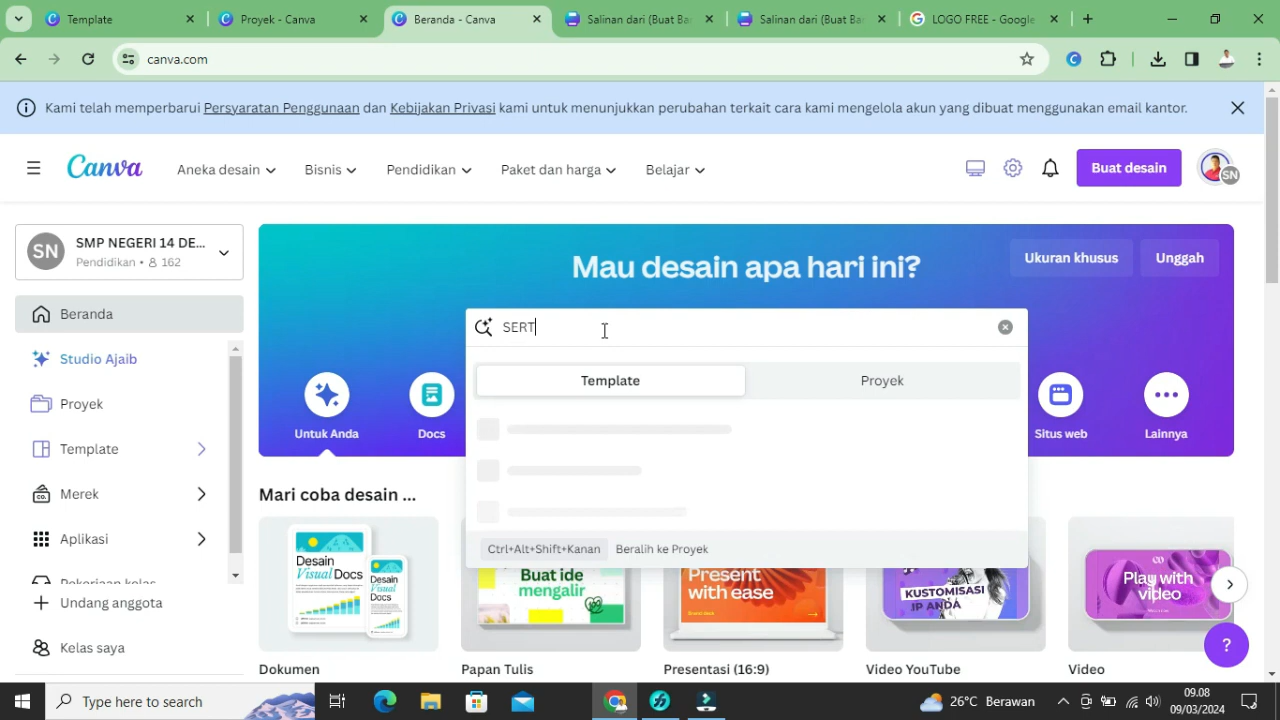 Template
Proyek - Canva
Beranda - Canva
Salinan dari (Buat Ba
Salinan dari (Buat Ba
LOGO FREE - Google
canva.com
Kami telah memperbarui Persyaratan Penggunaan dan Kebijakan Privasi kami untuk menunjukkan perubahan terkait cara kami mengelola akun yang dibuat menggunakan email kantor.
Canva
Aneka desain
Bisnis
Pendidikan
Paket dan harga
Belajar
Buat desain
SN
SN
SMP NEGERI 14 DE...
Pendidikan • 162
Beranda
Studio Ajaib
Proyek
Template
Merek
CO.
Aplikasi
Pekerjaan kelas
Undang anggota
Kelas saya
Mau desain apa hari ini?
Ukuran khusus
Unggah
SERT
Template
Proyek
Ctrl+Alt+Shift+Kanan
Beralih ke Proyek
Untuk Anda
Docs
Situs web
Lainnya
Mari coba desain ...
Desain
Visual Docs
Desain
Visual Docs
Buat ide
mengalir
Present
with ease
KUSTOMISASI
JP ANDA
Play with
video
Dokumen
Papan Tulis
Presentasi (16:9)
Video YouTube
Video
?
Type here to search
26°C Berawan
09.08
09/03/2024